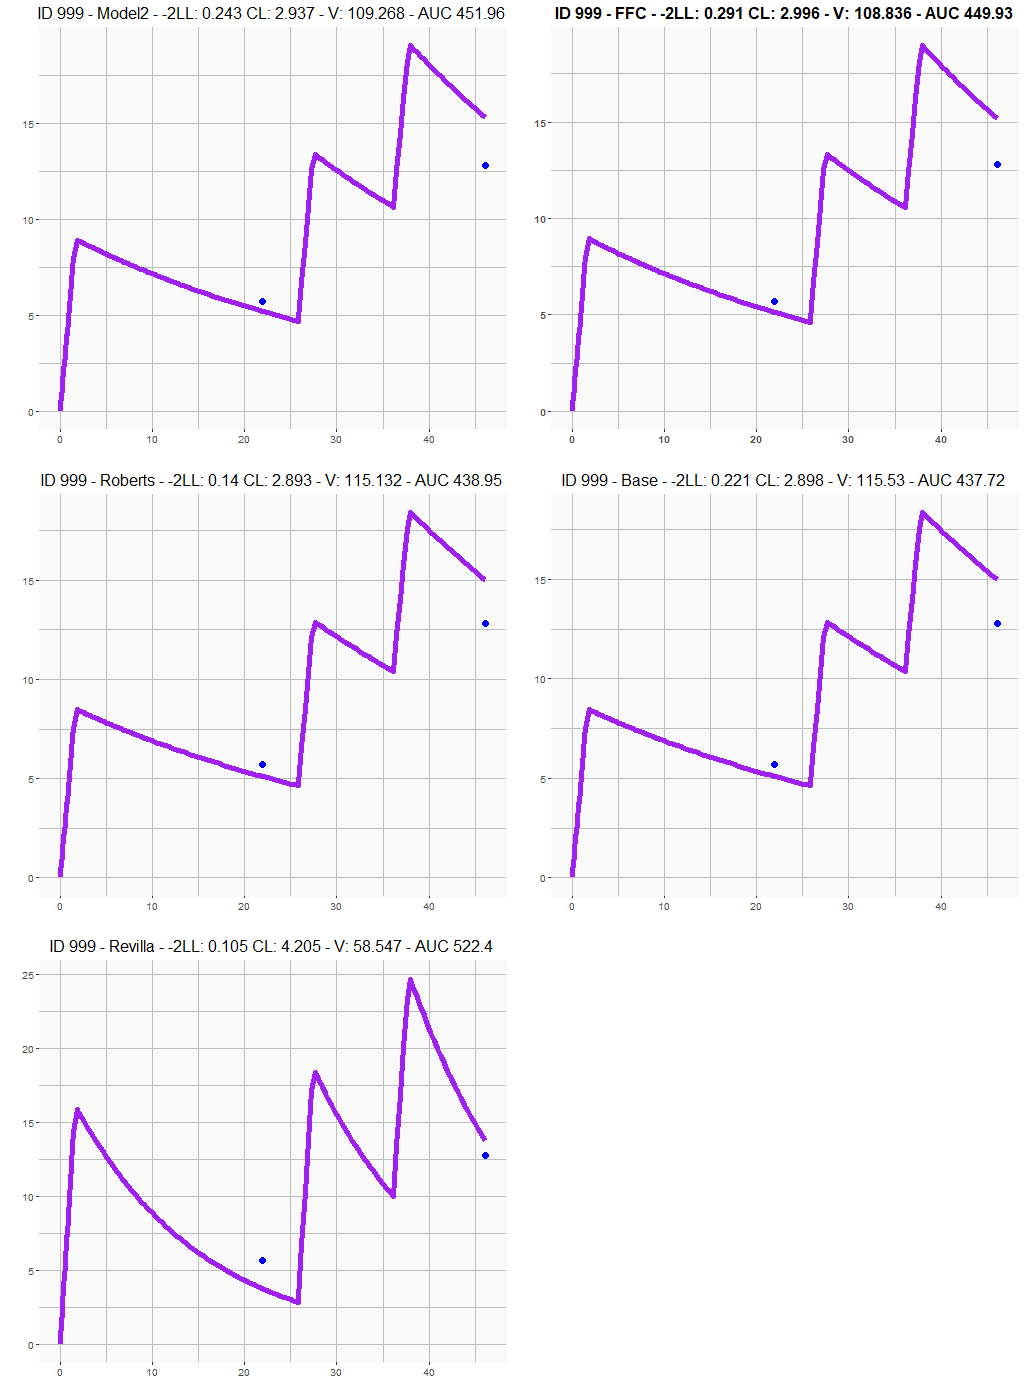 ID 999 - Model2 - -2LL: 0.243 CL: 2.937 - V: 109.268 - AUC 451.96
15
10
5
0
0 10 20 30 40
ID 999 - FFC - -2LL: 0.291 CL: 2.996 - V: 108.836 - AUC 449.93
15
10
5
0
0 10 20 30 40
ID 999 - Roberts - -2LL: 0.14 CL: 2.893 - V: 115.132 - AUC 438.95
15
10
5
0
0 10 20 30 40
ID 999 - Base - -2LL: 0.221 CL: 2.898 - V: 115.53 - AUC 437.72
15
10
5
0
0 10 20 30 40
ID 999 - Revilla - -2LL: 0.105 CL: 4.205 - V: 58.547 - AUC 522.4
25
20
15
10
5
0
0 10 20 30 40